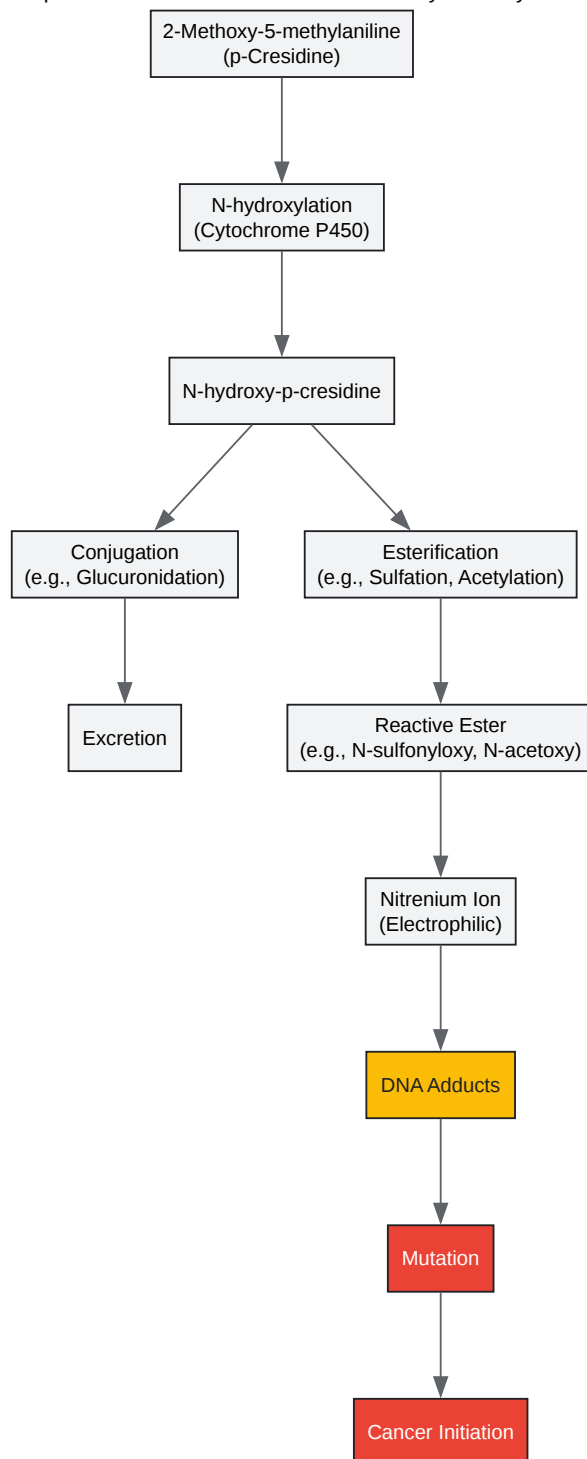 2-Methoxy-5-methylaniline
(p-Cresidine)
N-hydroxylation
(Cytochrome P450)
N-hydroxy-p-cresidine
Conjugation
(e.g., Glucuronidation)
Esterification
(e.g., Sulfation, Acetylation)
Excretion
Reactive Ester
(e.g., N-sulfonyloxy, N-acetoxy)
Nitrenium Ion
(Electrophilic)
DNA Adducts
Mutation
Cancer Initiation